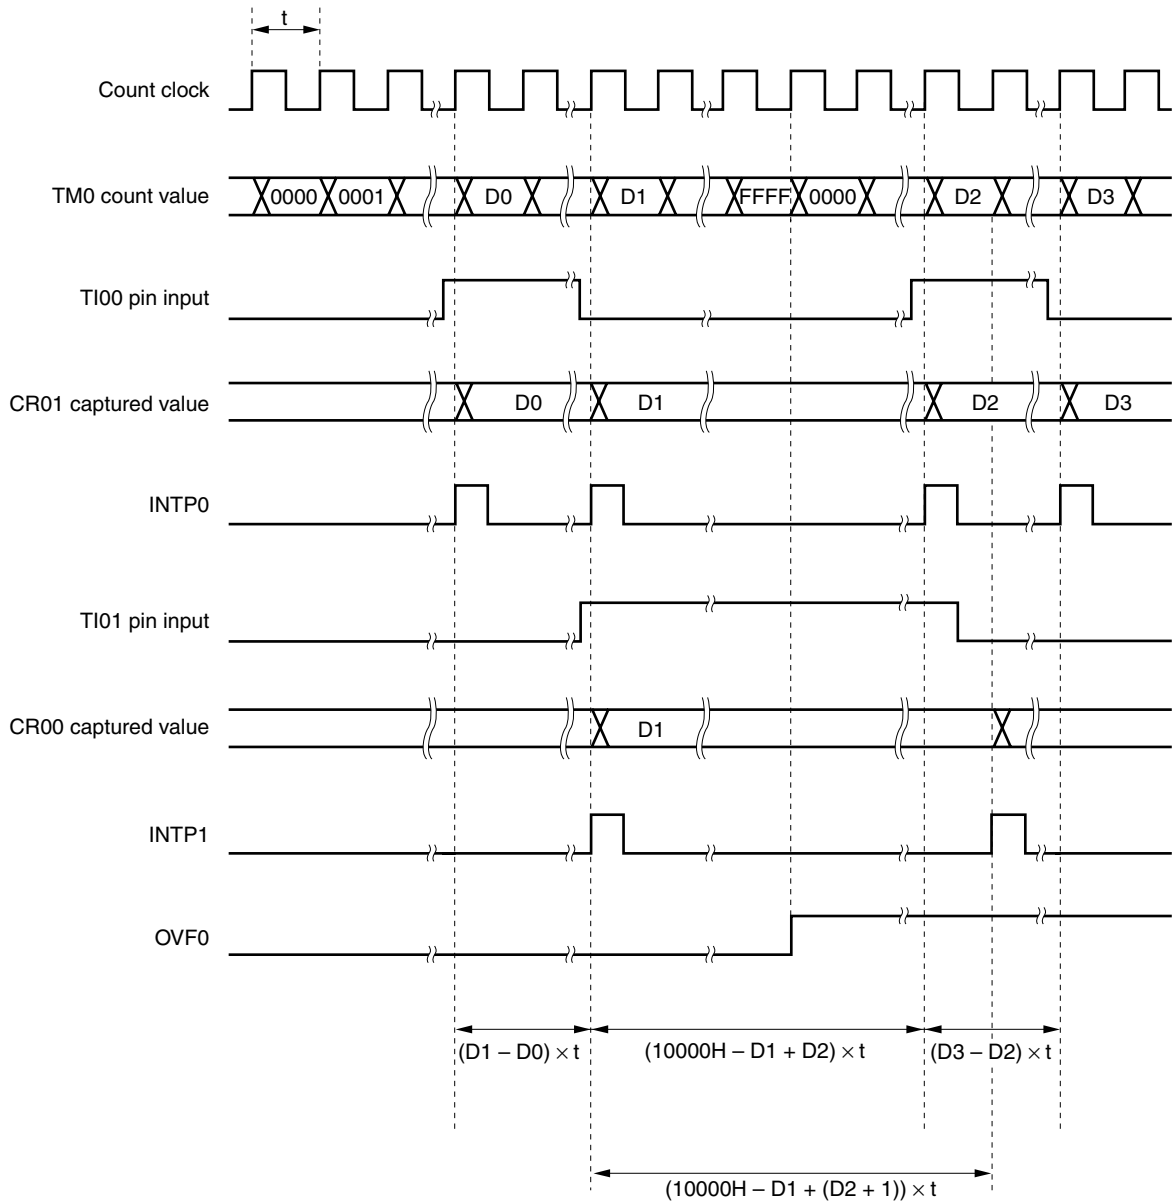 t
Count clock
TM0 count value 0000 0001 D0 D1 FFFF 0000 D2 D3
TI00 pin input
CR01 captured value D0 D1 D2 D3
INTP0
TI01 pin input
CR00 captured value D1
INTP1
OVF0
(D1 – D0) × t (10000H – D1 + D2) × t (D3 – D2) × t
(10000H – D1 + (D2 + 1)) × t